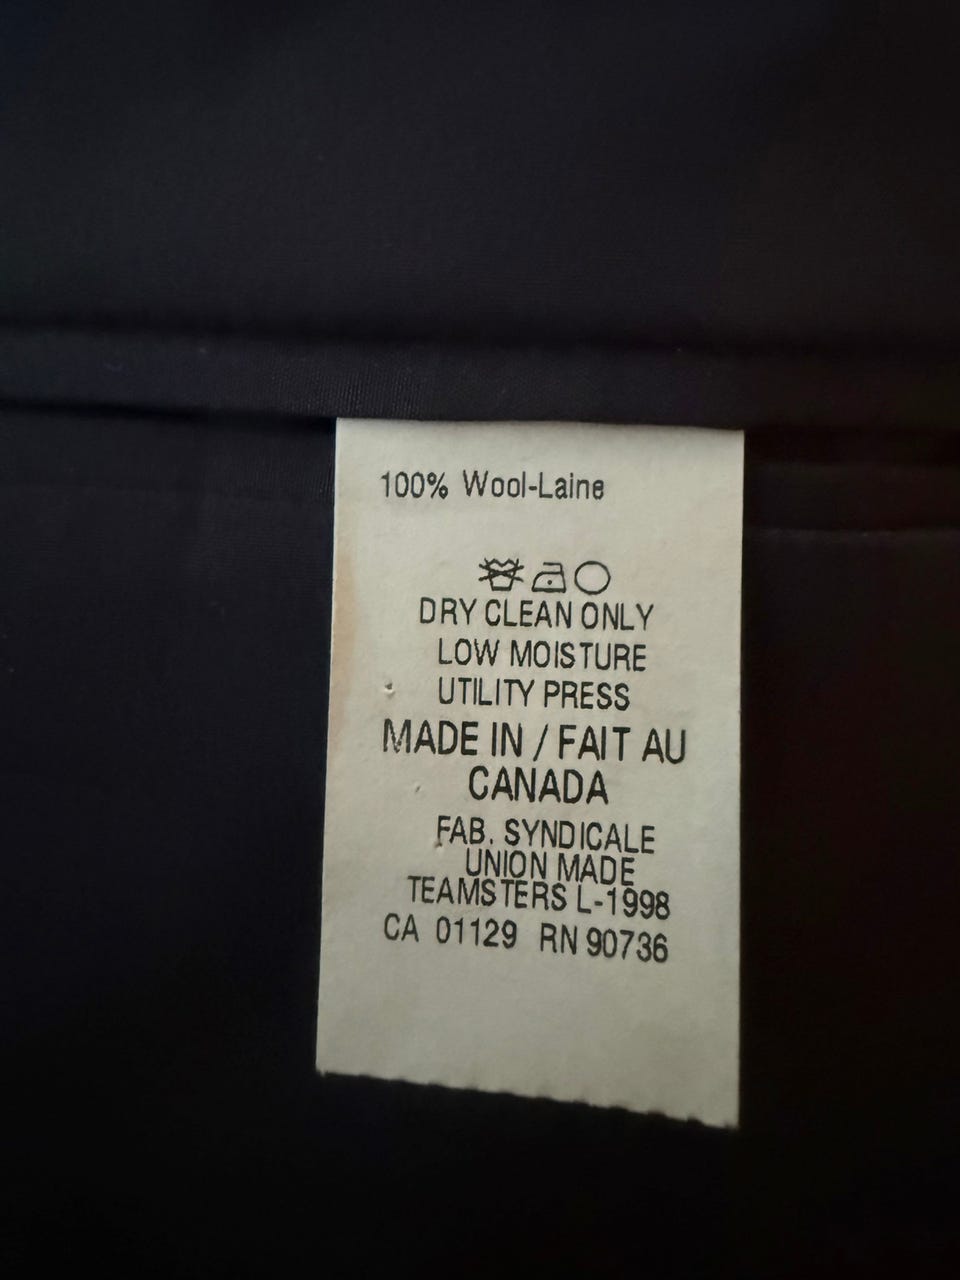 100% Wool-Laine
DRY CLEAN ONLY
LOW MOISTURE
UTILITY PRESS
MADE IN / FAIT AU
CANADA
FAB. SYNDICALE
UNION MADE
TEAMSTERS L-1998
CA 01129 RN 90736